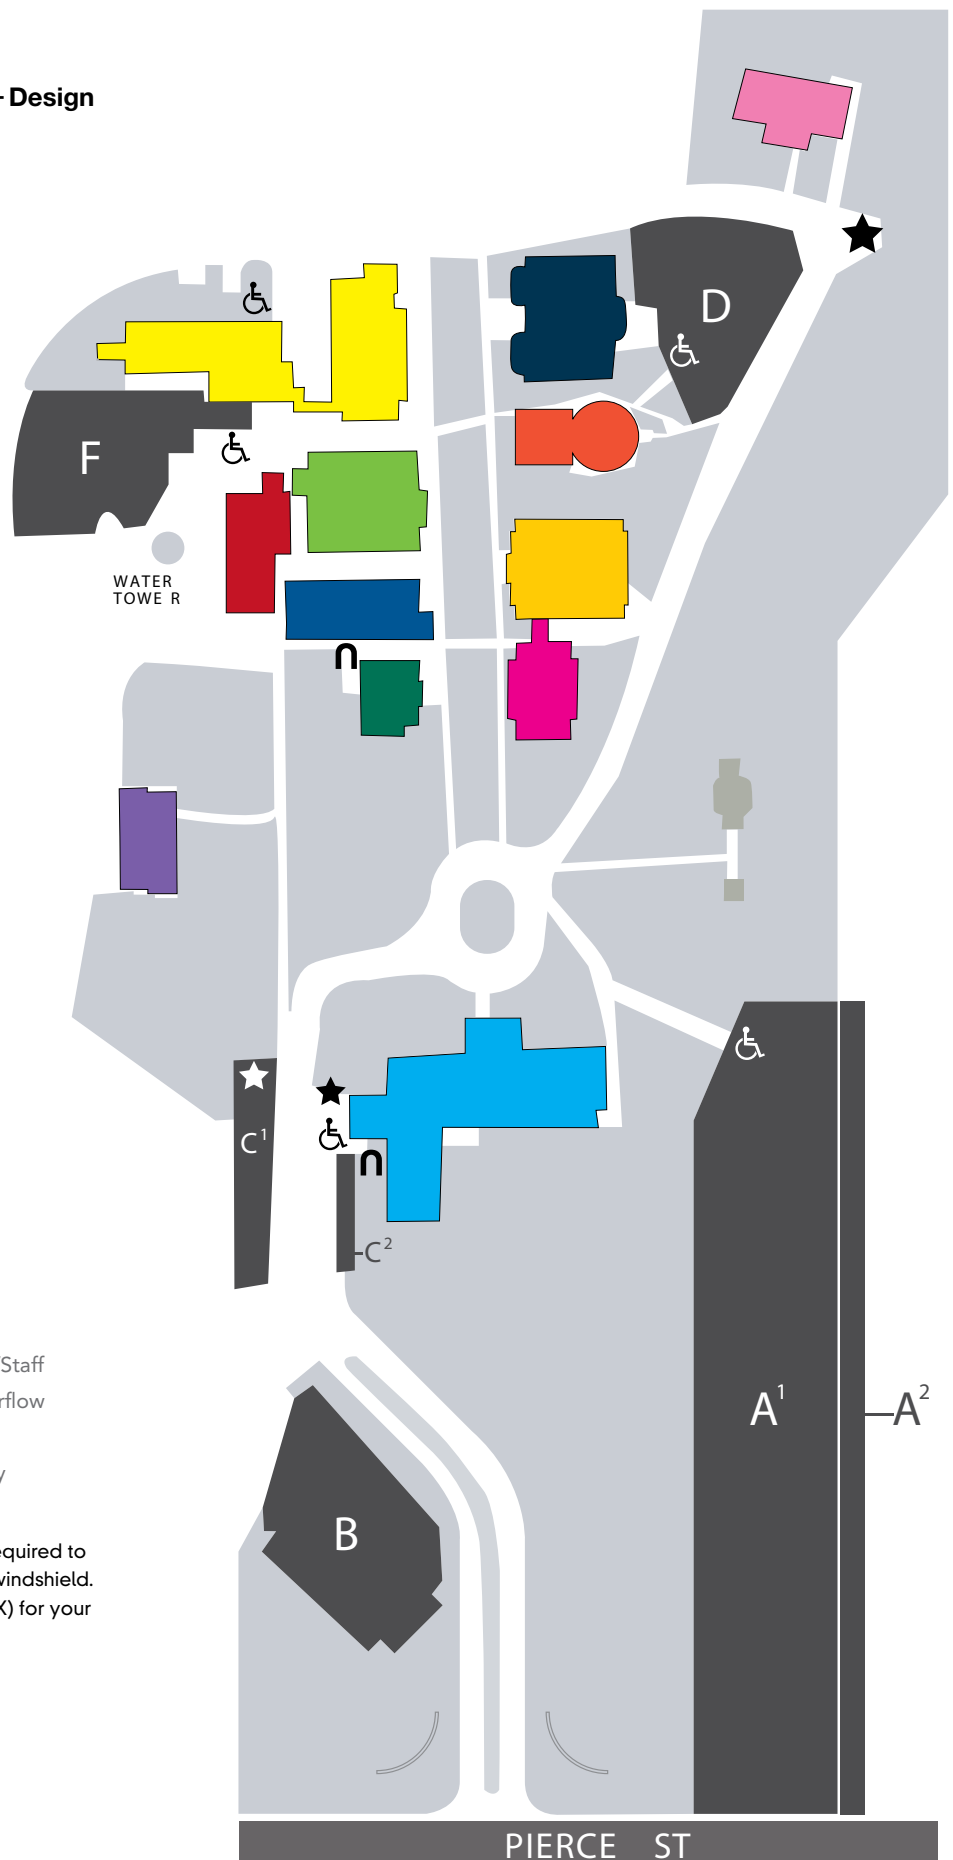 - Design
D
F
WATER
TOWE R
C1
C2
A1
A2
Staff
rflow
y
equired to
windshield.
X) for your
B
PIERCE ST